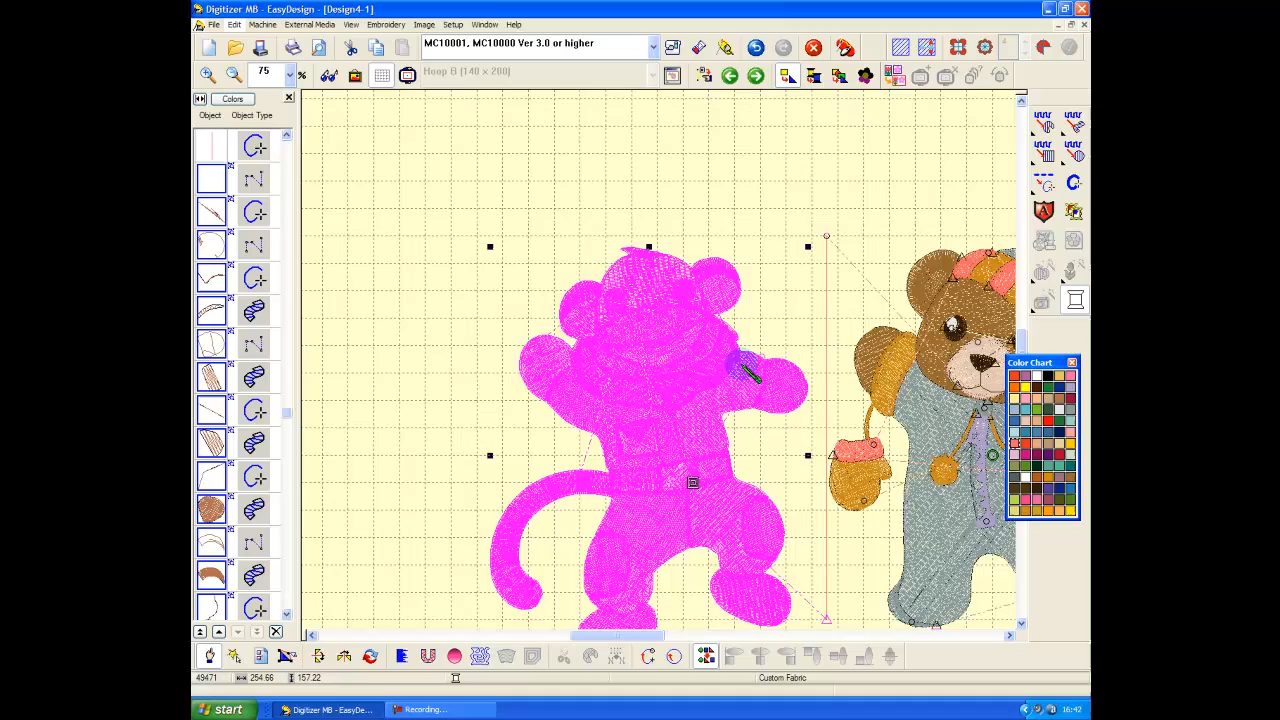 Digitizer MB - EasyDesign - [Design4-1]
File Edit Machine External Media View Embroidery Image Setup Window Help
MC10001, MC10000 Ver 3.0 or higher
75 % Hoop B (140 x 200)
Colors
Object Object Type
A
Color Chart
49471 254.66 157.22 Custom Fabric
start Digitizer MB - EasyDe... Recording... 16:42